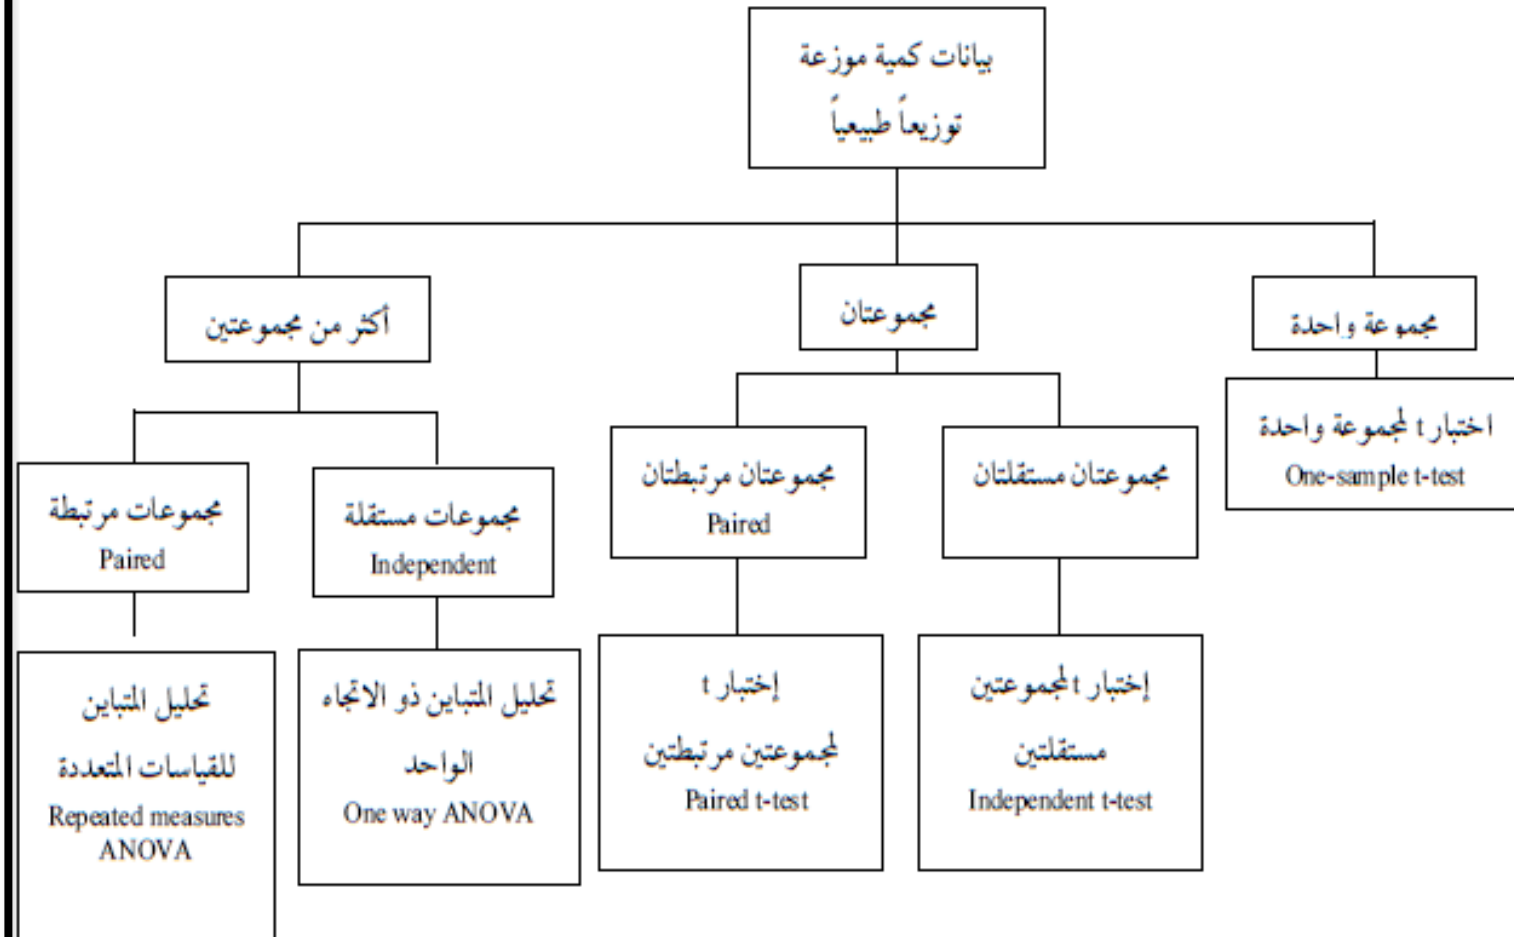 بيانات كمية موزعة
توزيعاً طبيعياً
مجموعة واحدة
مجموعتان
أكثر من مجموعتين
اختبار t لمجموعة واحدة
One-sample t-test
مجموعتان مستقلتان
مجموعتان مرتبطتان
Paired
مجموعات مستقلة
Independent
مجموعات مرتبطة
Paired
إختبار t لمجموعتين
مستقلتين
Independent t-test
إختبار t
لمجموعتين مرتبطتين
Paired t-test
تحليل المتباين ذو الاتجاه
الواحد
One way ANOVA
تحليل المتباين
للقياسات المتعددة
Repeated measures
ANOVA